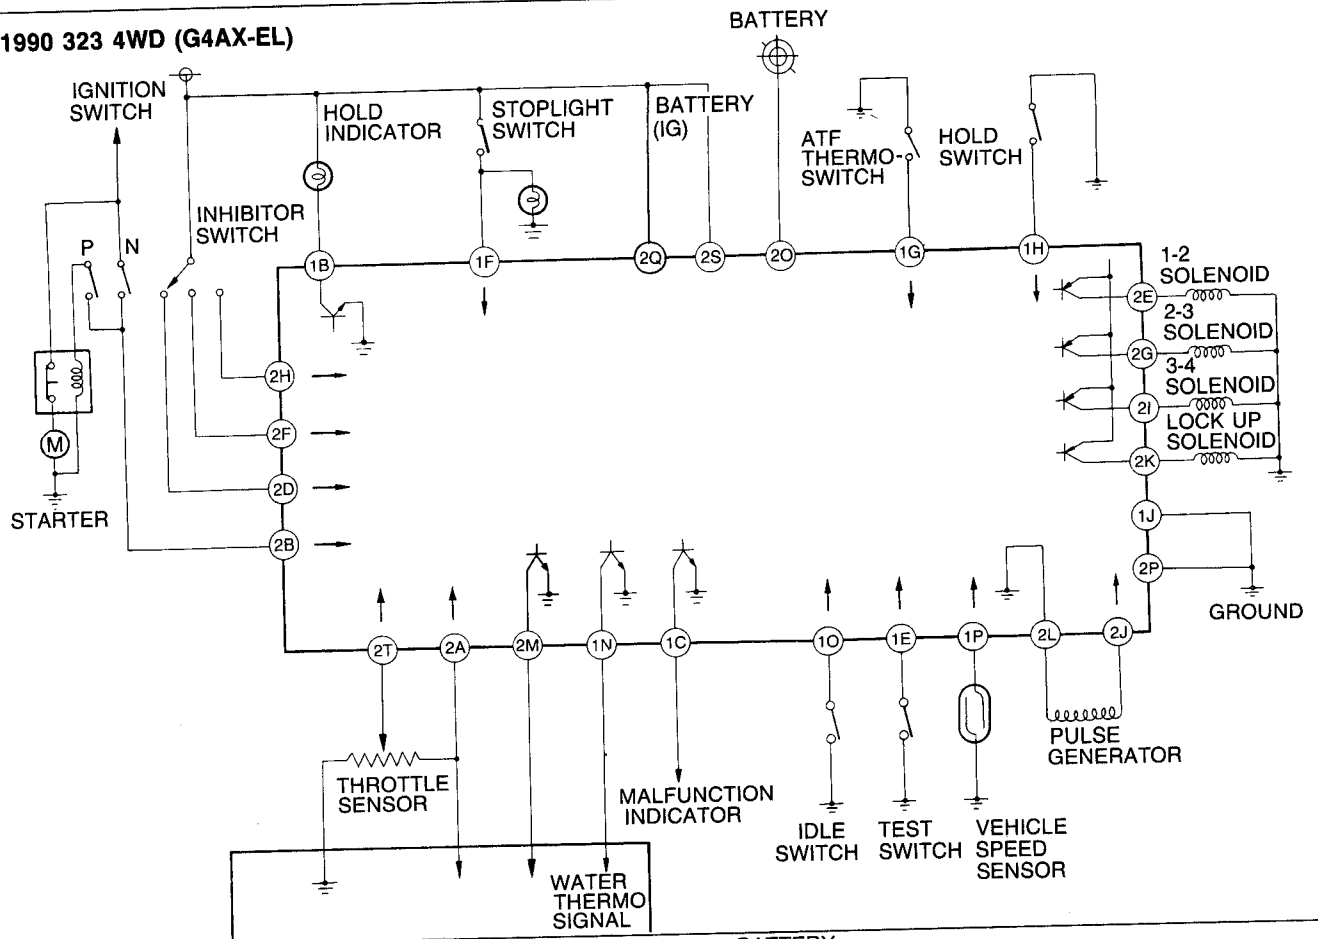 1990 323 4WD (G4AX-EL)
BATTERY
IGNITION
SWITCH
HOLD
INDICATOR
STOPLIGHT
SWITCH
BATTERY
(IG)
ATF
THERMO-
SWITCH
HOLD
SWITCH
INHIBITOR
SWITCH
P N
1B
1F
2Q
2S
2O
1G
1H
1-2
SOLENOID
2E
2-3
SOLENOID
2G
3-4
SOLENOID
2I
LOCK UP
SOLENOID
2K
2H
2F
2D
2B
M
STARTER
1J
2P
GROUND
2T
2A
2M
1N
1C
1O
1E
1P
2L
2J
THROTTLE
SENSOR
MALFUNCTION
INDICATOR
PULSE
GENERATOR
IDLE
SWITCH
TEST
SWITCH
VEHICLE
SPEED
SENSOR
WATER
THERMO
SIGNAL